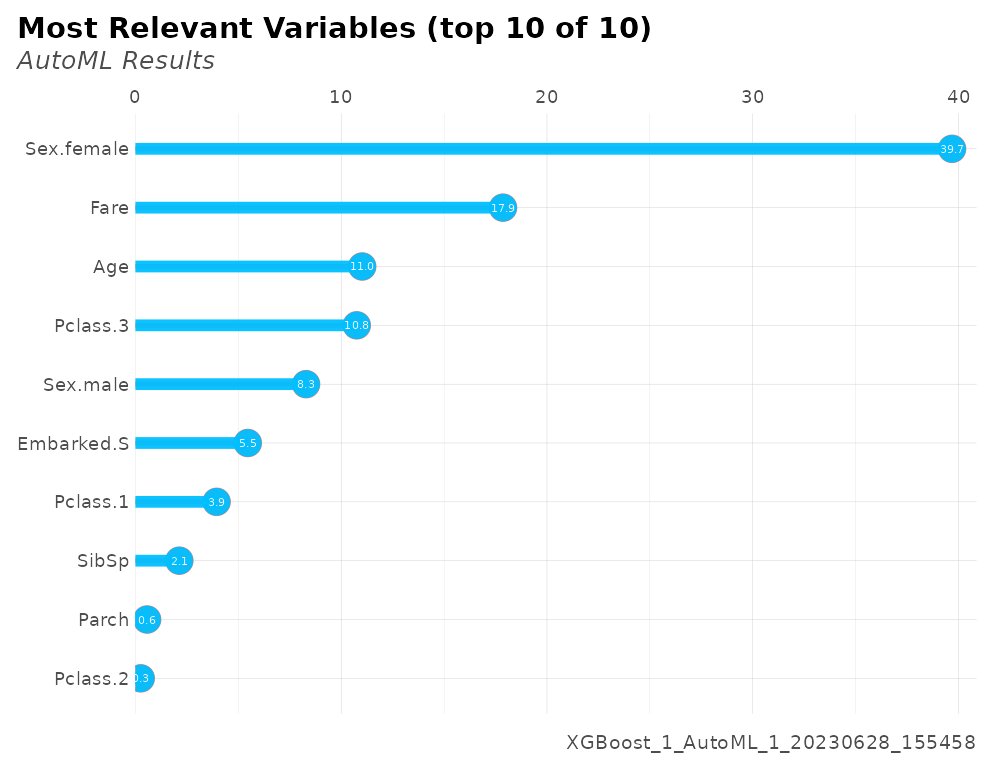 Most Relevant Variables (top 10 of 10)
AutoML Results
0 10 20 30 40
Sex.female 39.7
Fare 17.9
Age 11.0
Pclass.3 10.8
Sex.male 8.3
Embarked.S 5.5
Pclass.1 3.9
SibSp 2.1
Parch 0.6
Pclass.2 0.3
XGBoost_1_AutoML_1_20230628_155458